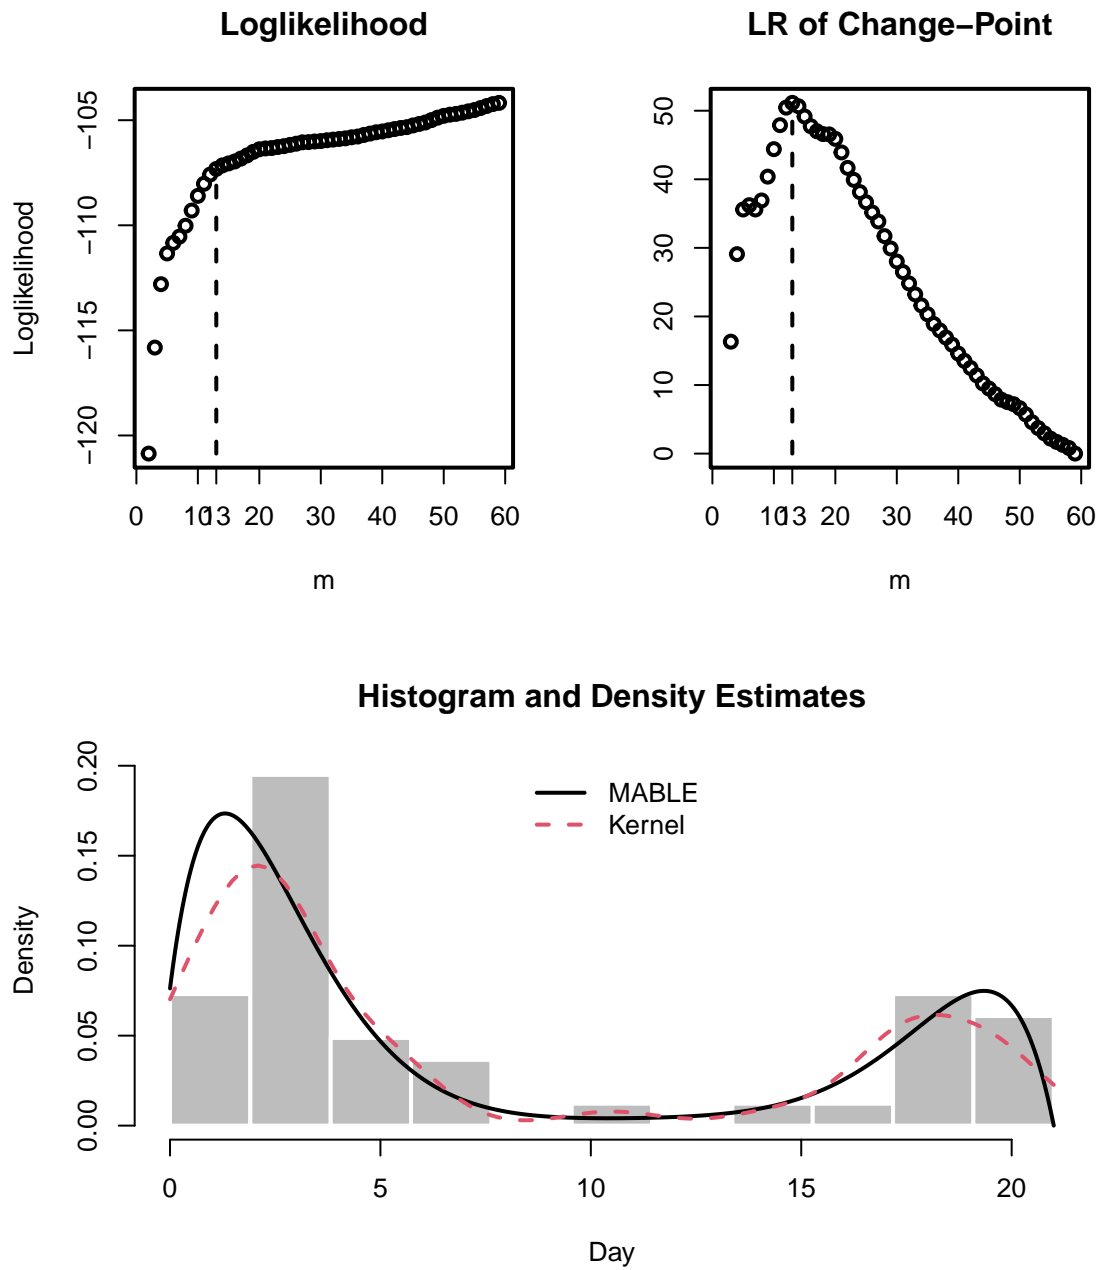 Loglikelihood
LR of Change−Point
Loglikelihood
−105
−110
−115
−120
0 10 13 20 30 40 50 60
m
50
40
30
20
10
0
0 10 13 20 30 40 50 60
m
Histogram and Density Estimates
Density
0.20
0.15
0.10
0.05
0.00
MABLE
Kernel
0 5 10 15 20
Day